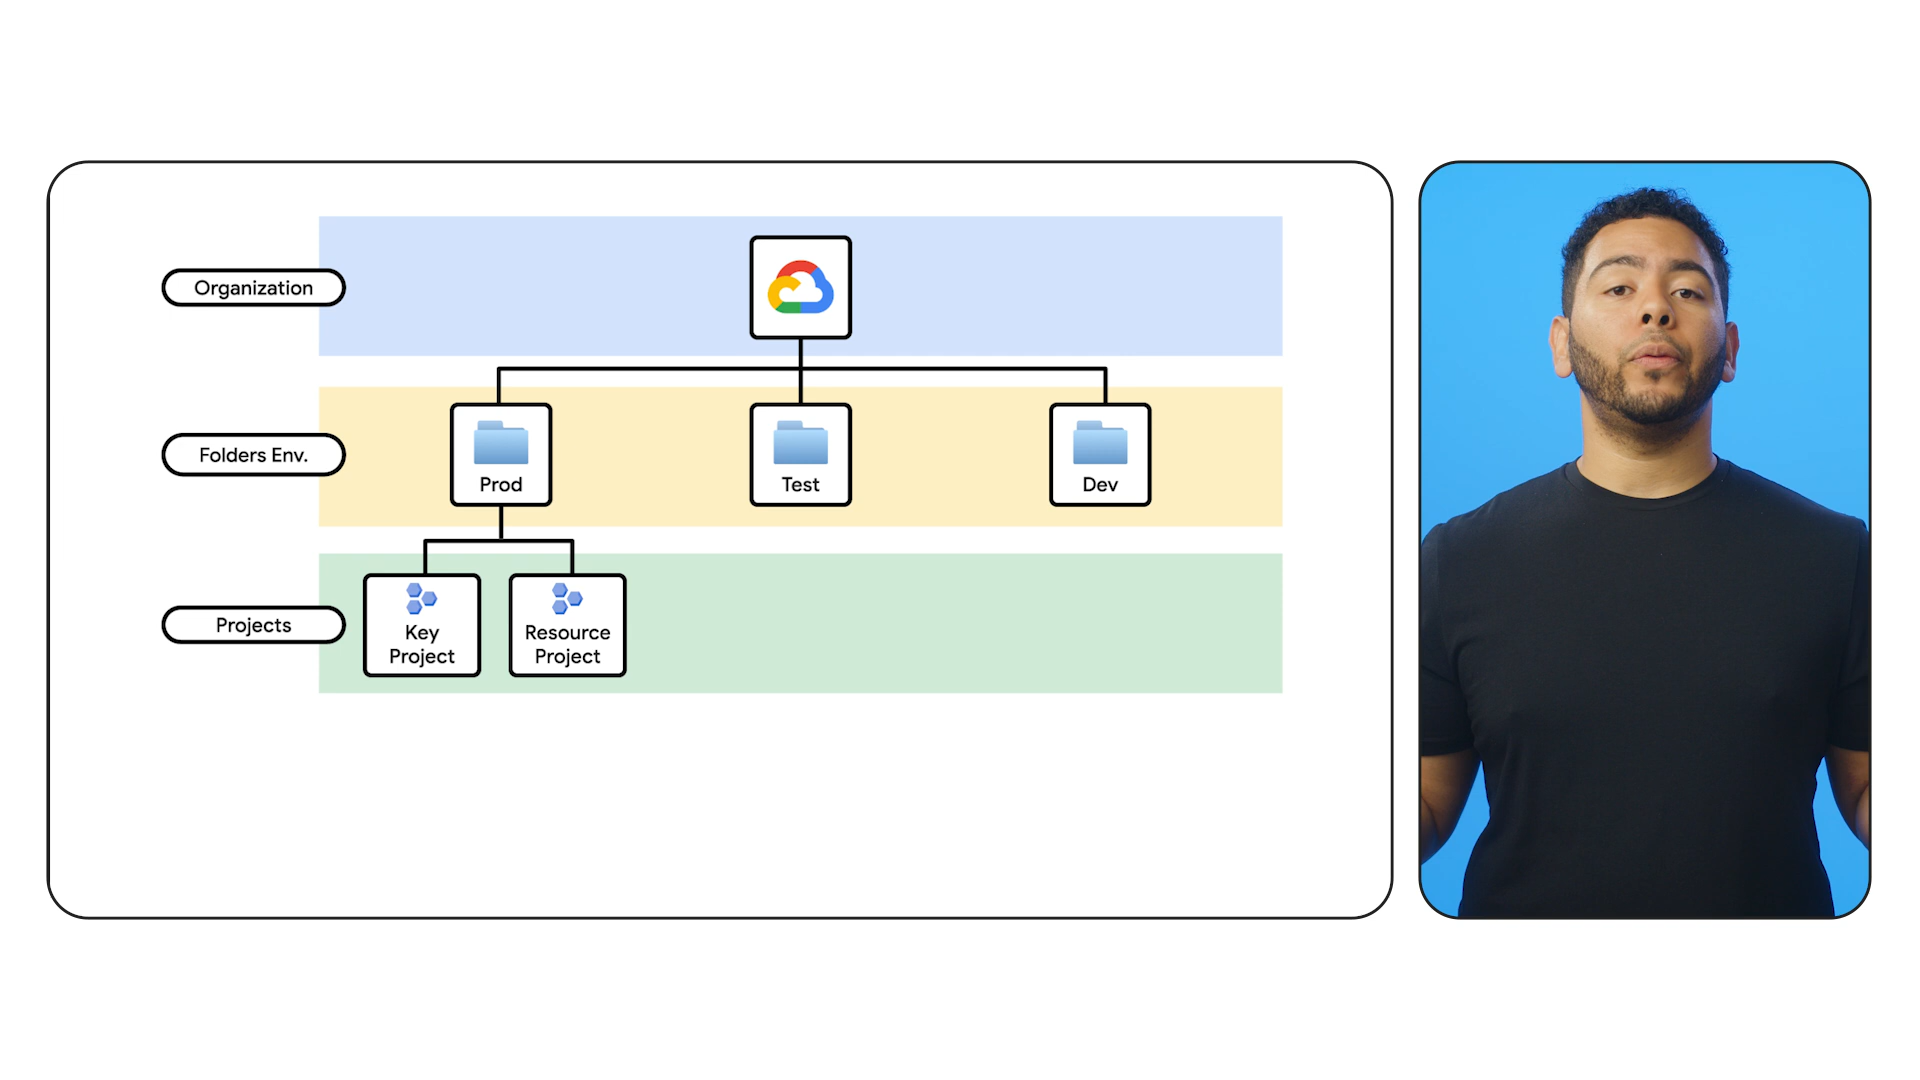 Organization
Folders Env.
Prod
Test
Dev
Projects
Key
Project
Resource
Project